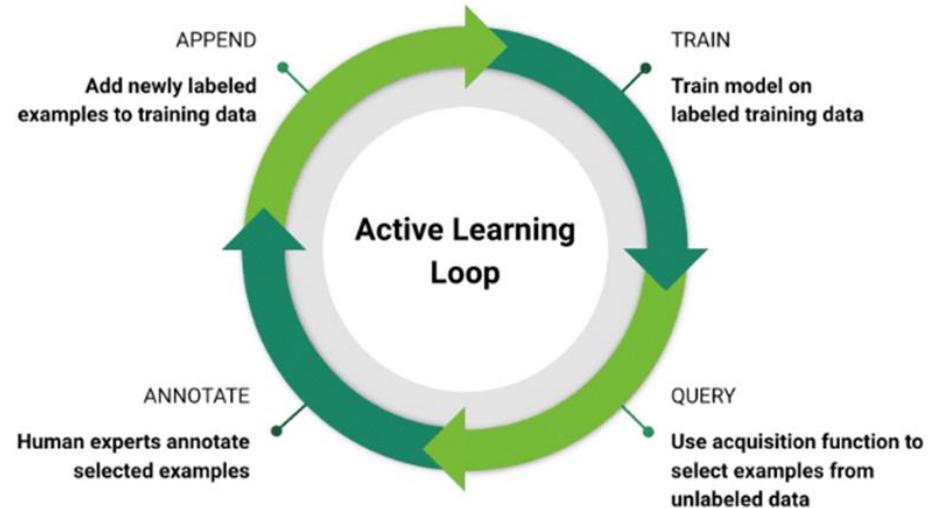 APPEND
Add newly labeled
examples to training data
TRAIN
Train model on
labeled training data
Active Learning
Loop
ANNOTATE
Human experts annotate
selected examples
QUERY
Use acquisition function to
select examples from
unlabeled data